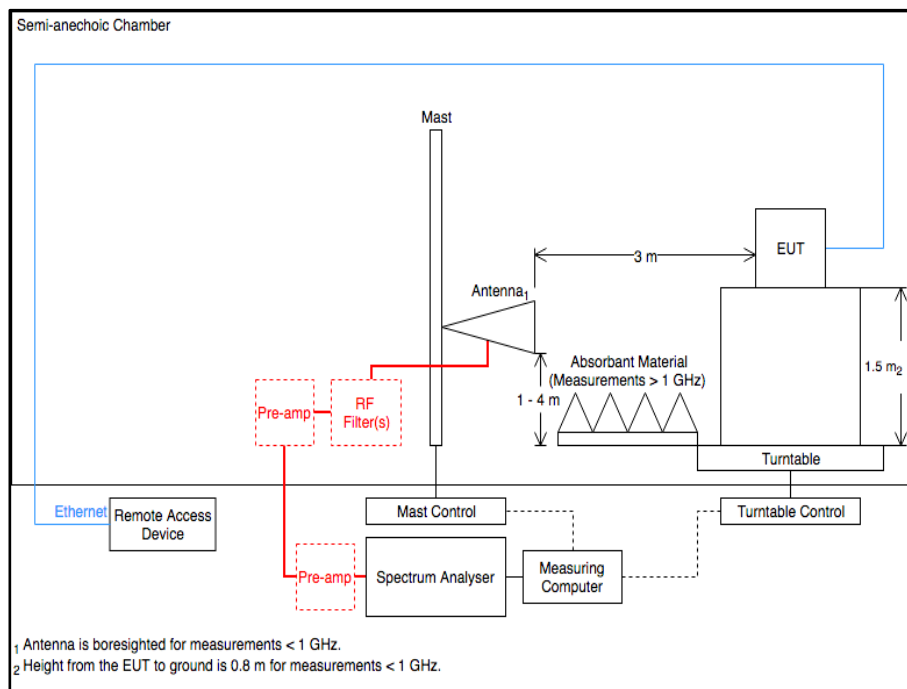 Semi-anechoic Chamber
Mast
EUT
3 m
Antenna1
Absorbant Material
(Measurements > 1 GHz)
1.5 m2
1 - 4 m
Pre-amp
RF
Filter(s)
Turntable
Ethernet
Remote Access
Device
Mast Control
Turntable Control
Pre-amp
Spectrum Analyser
Measuring
Computer
1 Antenna is boresighted for measurements < 1 GHz.
2 Height from the EUT to ground is 0.8 m for measurements < 1 GHz.